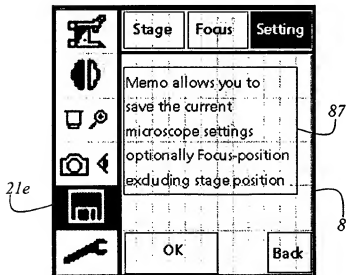 Stage Focus Setting
Memo allows you to
save the current
microscope settings
optionally Focus-position
excluding stage position
87
21e
8
OK Back